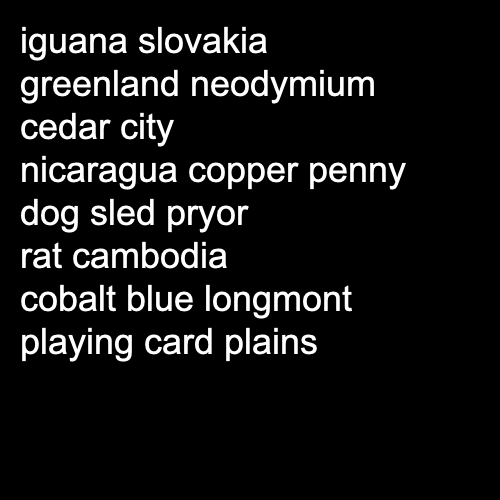 iguana slovakia
greenland neodymium
cedar city
nicaragua copper penny
dog sled pryor
rat cambodia
cobalt blue longmont
playing card plains